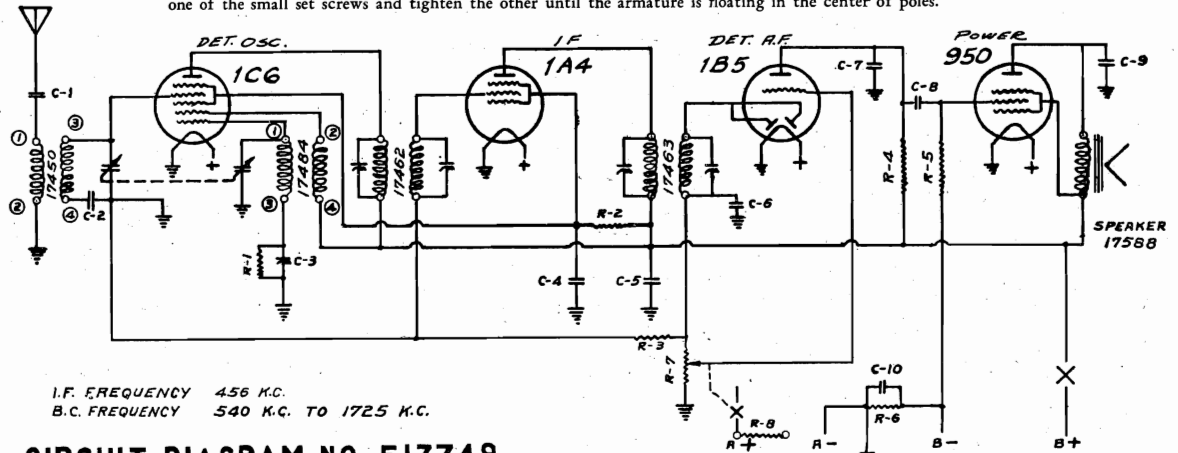 one of the small set screws and tighten the other until the armature is floating in the center of poles.
DET. OSC.
1C6
I F
1A4
DET. A.F.
1B5
POWER
950
C-1
C-7
C-8
C-9
① ③
17450
② ④
C-2
① ②
17484
③ ④
17462
17463
R-4
R-5
+
+
+
+
R-1
C-3
R-2
C-4
C-5
C-6
SPEAKER
17588
R-3
R-7
C-10
R-6
R-8
A+
A-
B-
B+
I.F. FREQUENCY 456 K.C.
B.C. FREQUENCY 540 K.C. TO 1725 K.C.
CIRCUIT DIAGRAM NO. E17749